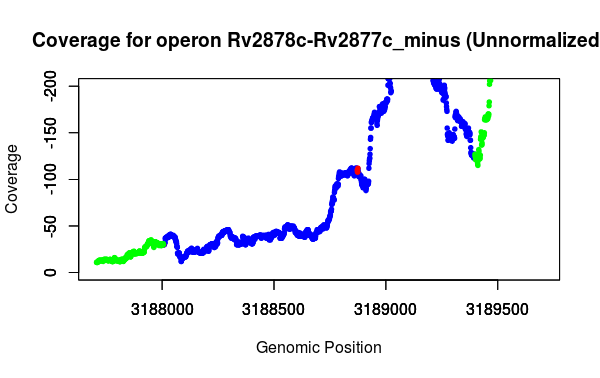 Coverage for operon Rv2878c-Rv2877c_minus (Unnormalized
Coverage
-200
-150
-100
-50
0
3188000 3188500 3189000 3189500
Genomic Position